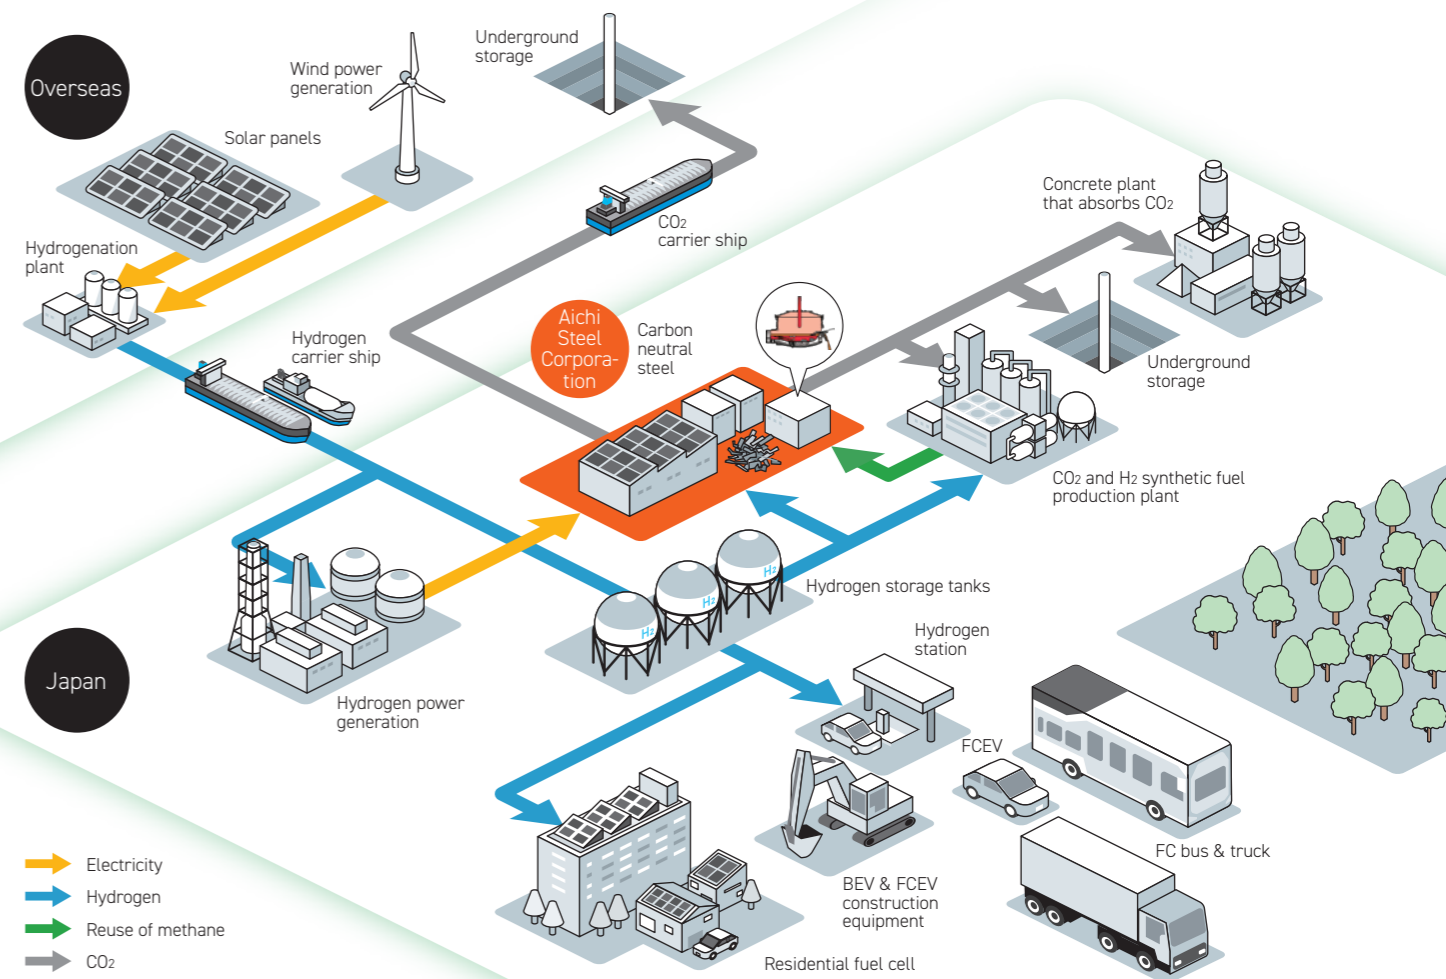 Overseas
Wind power
generation
Underground
storage
Solar panels
Hydrogenation
plant
CO2
carrier ship
Concrete plant
that absorbs CO2
Hydrogen
carrier ship
Aichi
Steel
Corpora-
tion
Carbon
neutral
steel
Underground
storage
CO2 and H2 synthetic fuel
production plant
H2
H2
H2
Hydrogen storage tanks
Japan
Hydrogen power
generation
Hydrogen
station
FCEV
FC bus & truck
BEV & FCEV
construction
equipment
Residential fuel cell
Electricity
Hydrogen
Reuse of methane
CO2